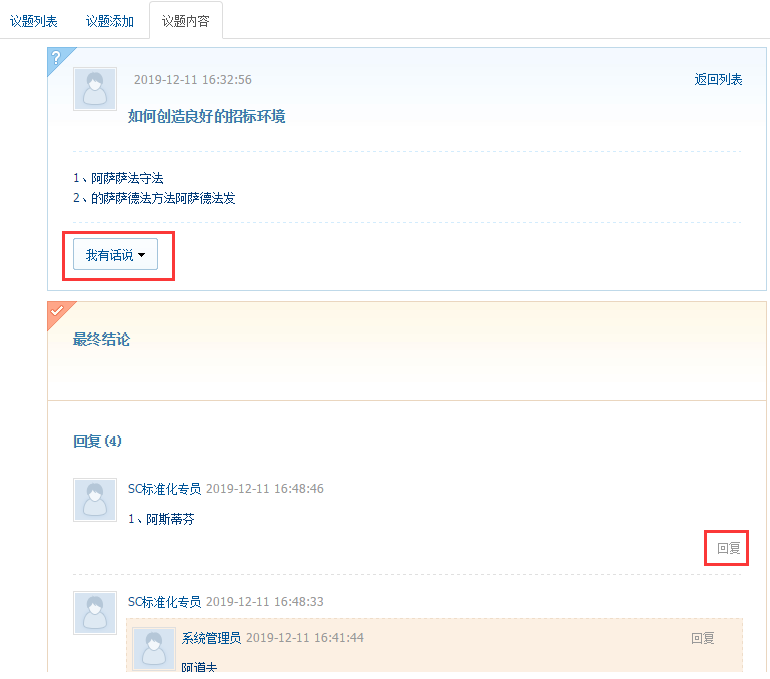 议题列表 议题添加 议题内容
?
2019-12-11 16:32:56 返回列表
如何创造良好的招标环境
1、阿萨萨法守法
2、的萨萨德法方法阿萨德法发
我有话说
最终结论
回复 (4)
SC标准化专员 2019-12-11 16:48:46
1、阿斯蒂芬
回复
SC标准化专员 2019-12-11 16:48:33
系统管理员 2019-12-11 16:41:44 回复
阿道夫